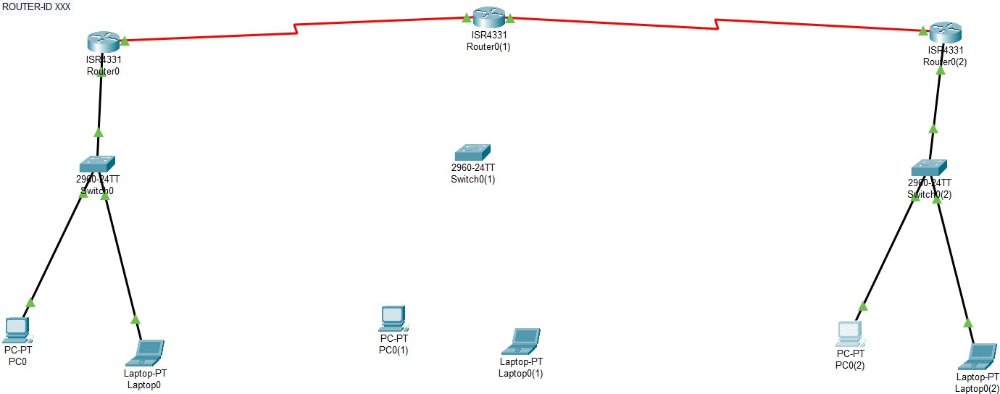 ROUTER-ID XXX
ISR4331
Router0(1)
ISR4331
Router0
ISR4331
Router0(2)
2960-24TT
Switch0
2960-24TT
Switch0(1)
2960-24TT
Switch0(2)
PC-PT
PC0
Laptop-PT
Laptop0
PC-PT
PC0(1)
Laptop-PT
Laptop0(1)
PC-PT
PC0(2)
Laptop-PT
Laptop0(2)